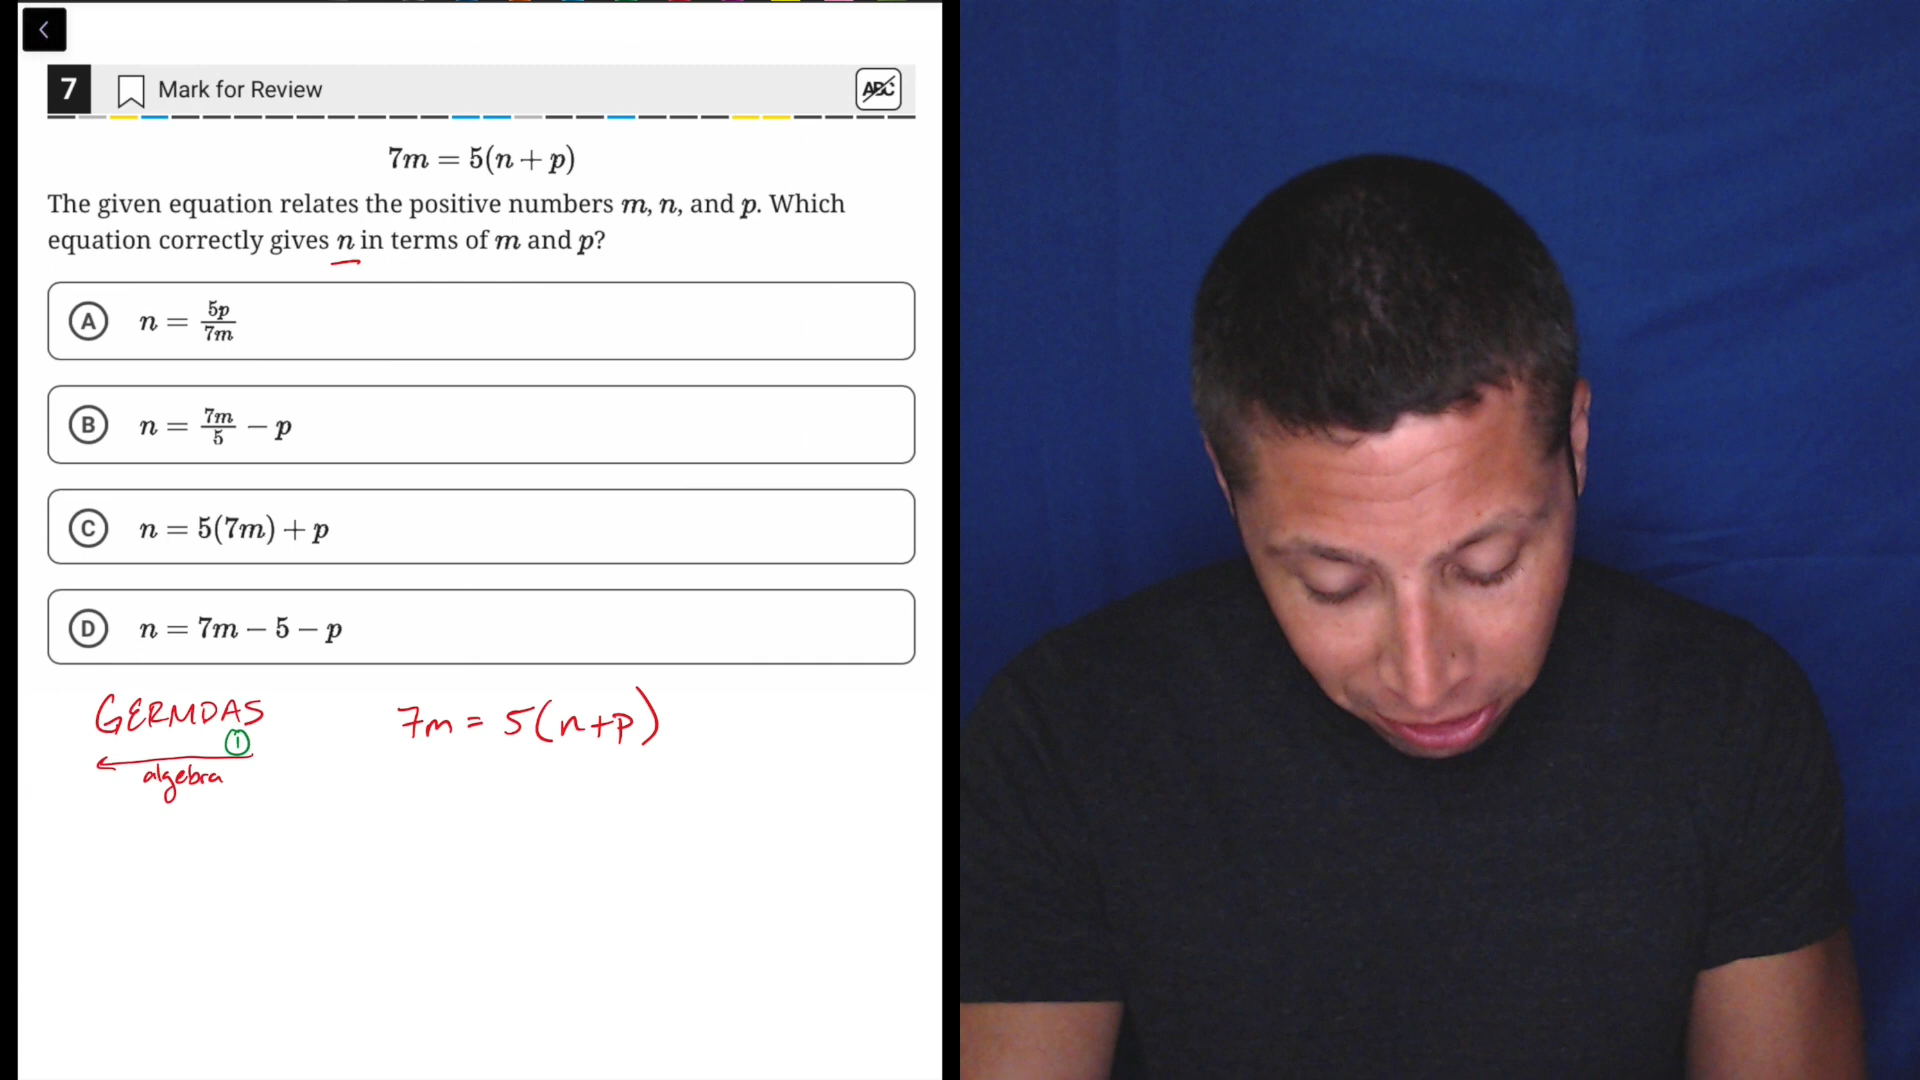 7 Mark for Review ABC
7m = 5(n + p)
The given equation relates the positive numbers m, n, and p. Which
equation correctly gives n in terms of m and p?
A n = 5p/7m
B n = 7m/5 − p
C n = 5(7m) + p
D n = 7m − 5 − p
GERMDAS 7m = 5(n+p)
1
algebra